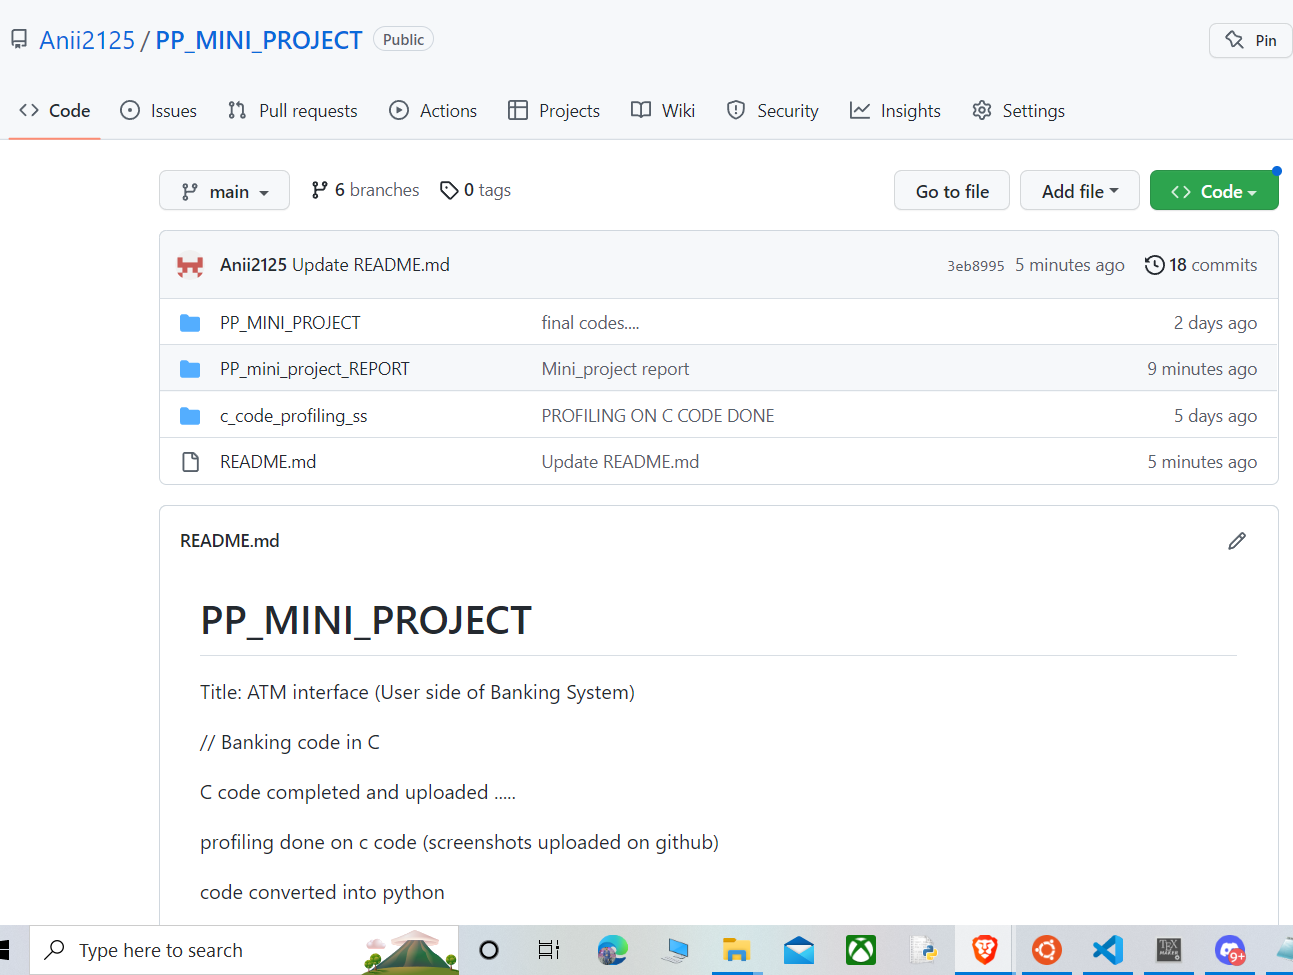 Anii2125 / PP_MINI_PROJECT Public Pin
Code Issues Pull requests Actions Projects Wiki Security Insights Settings
main 6 branches 0 tags Go to file Add file Code
Anii2125 Update README.md 3eb8995 5 minutes ago 18 commits
PP_MINI_PROJECT final codes.... 2 days ago
PP_mini_project_REPORT Mini_project report 9 minutes ago
c_code_profiling_ss PROFILING ON C CODE DONE 5 days ago
README.md Update README.md 5 minutes ago
README.md
PP_MINI_PROJECT
Title: ATM interface (User side of Banking System)
// Banking code in C
C code completed and uploaded .....
profiling done on c code (screenshots uploaded on github)
code converted into python
Type here to search 9+